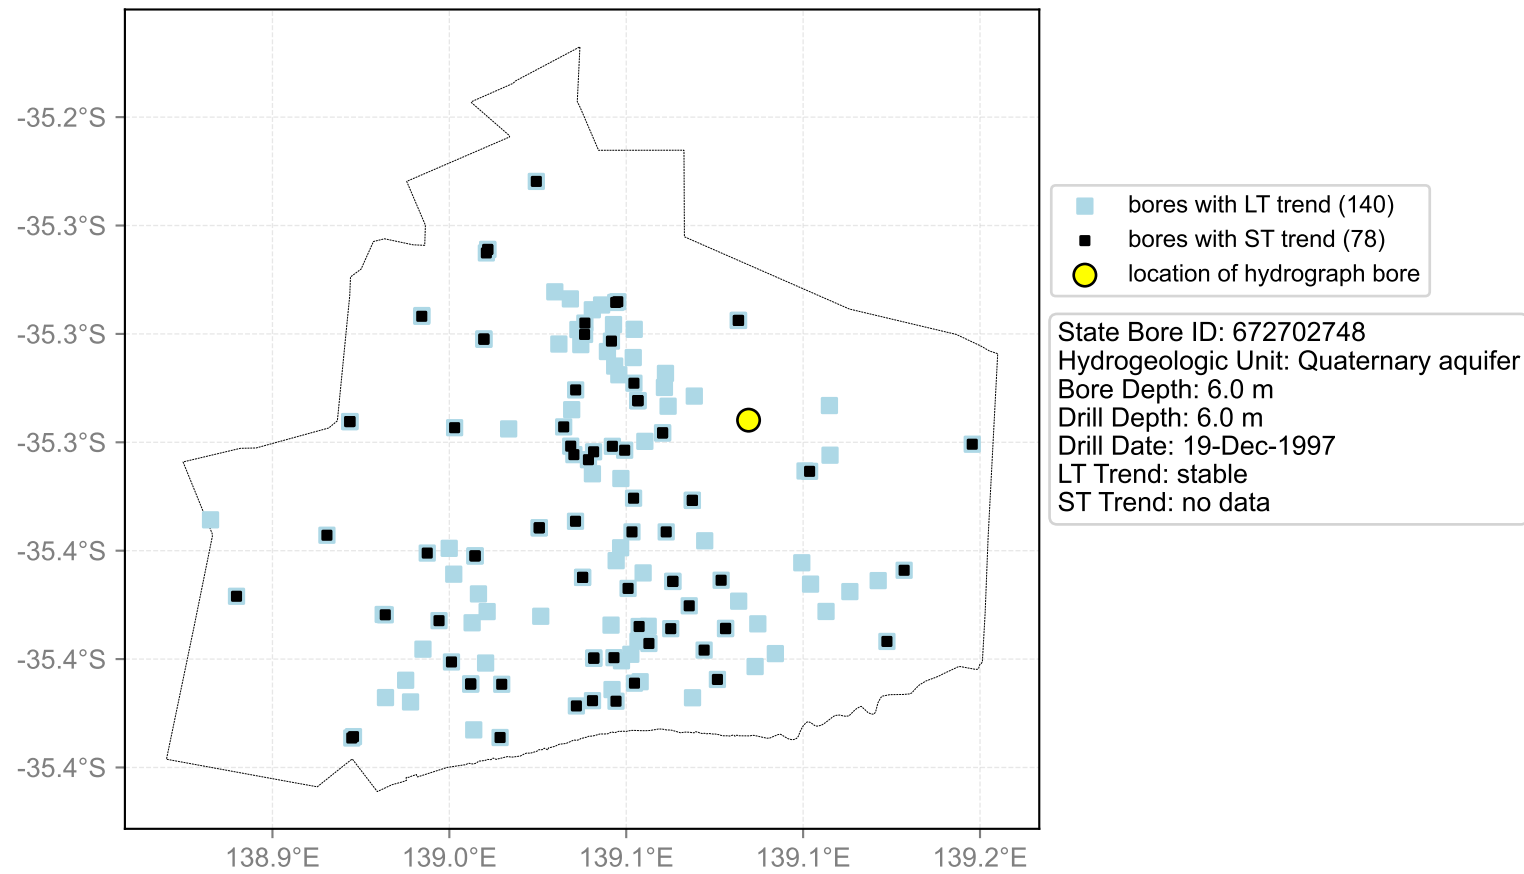 -35.2°S
-35.3°S
-35.3°S
-35.3°S
-35.4°S
-35.4°S
-35.4°S
138.9°E
139.0°E
139.1°E
139.1°E
139.2°E
bores with LT trend (140)
bores with ST trend (78)
location of hydrograph bore
State Bore ID: 672702748
Hydrogeologic Unit: Quaternary aquifer
Bore Depth: 6.0 m
Drill Depth: 6.0 m
Drill Date: 19-Dec-1997
LT Trend: stable
ST Trend: no data